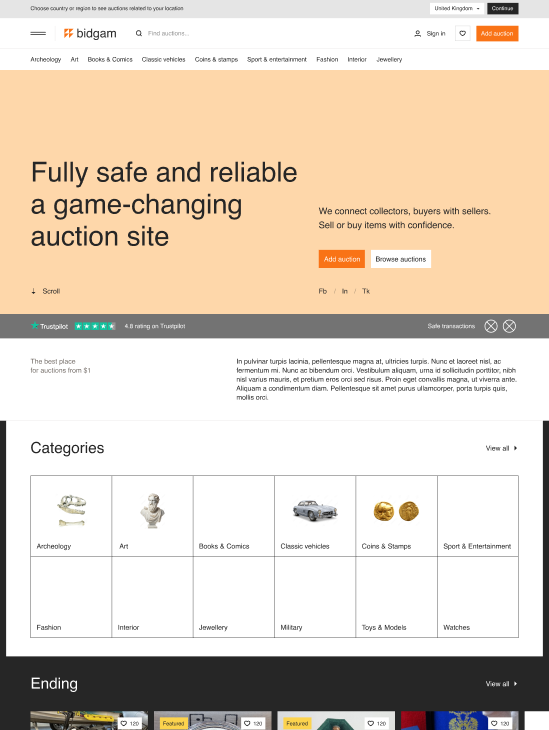 Choose country or region to see auctions related to your location
United Kingdom
Continue
bidgam
Find auctions...
Sign in
Add auction
Archeology Art Books & Comics Classic vehicles Coins & stamps Sport & entertainment Fashion Interior Jewellery
Fully safe and reliable
a game-changing
auction site
We connect collectors, buyers with sellers.
Sell or buy items with confidence.
Add auction
Browse auctions
Scroll
Fb / In / Tk
Trustpilot
4.8 rating on Trustpilot
Safe transactions
The best place
for auctions from $1
In pulvinar turpis lacinia, pellentesque magna at, ultricies turpis. Nunc et laoreet nisl, ac
fermentum mi. Nunc ac bibendum orci. Vestibulum aliquam, urna id sollicitudin porttitor, nibh
nisl varius mauris, et pretium eros orci sed risus. Proin eget convallis magna, ut viverra ante.
Aliquam a condimentum diam. Pellentesque sit amet purus ullamcorper, porta turpis quis,
mollis orci.
Categories
View all
Archeology
Art
Books & Comics
Classic vehicles
Coins & Stamps
Sport & Entertainment
Fashion
Interior
Jewellery
Military
Toys & Models
Watches
Ending
View all
120
Featured
120
Featured
120
120